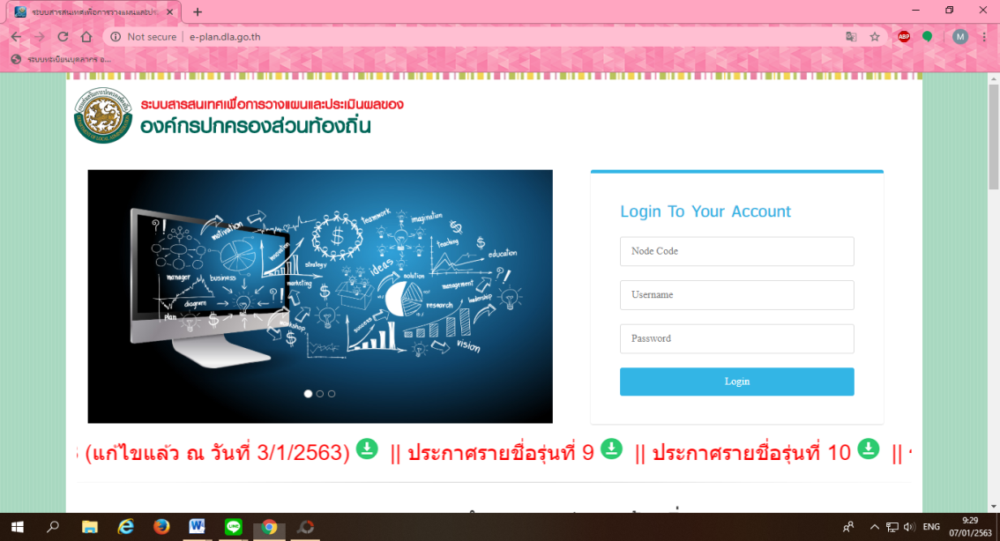 ระบบสารสนเทศเพื่อการวางแผนและประ
Not secure | e-plan.dla.go.th
ABP
M
ระบบทะเบียนบุคลากร อ...
ระบบสารสนเทศเพื่อการวางแผนและประเมินผลของ
องค์กรปกครองส่วนท้องถิ่น
Login To Your Account
Node Code
Username
Password
Login
?!
motivation
innovation
teamwork
imagination
teaching
education
strategy
ideas
solution
manager
business
marketing
management
?!
leadership
research
diagram
plan
?!
workshop
success
vision
(แก้ไขแล้ว ณ วันที่ 3/1/2563) || ประกาศรายชื่อรุ่นที่ 9 || ประกาศรายชื่อรุ่นที่ 10 ||
LINE
ENG
9:29
07/01/2563